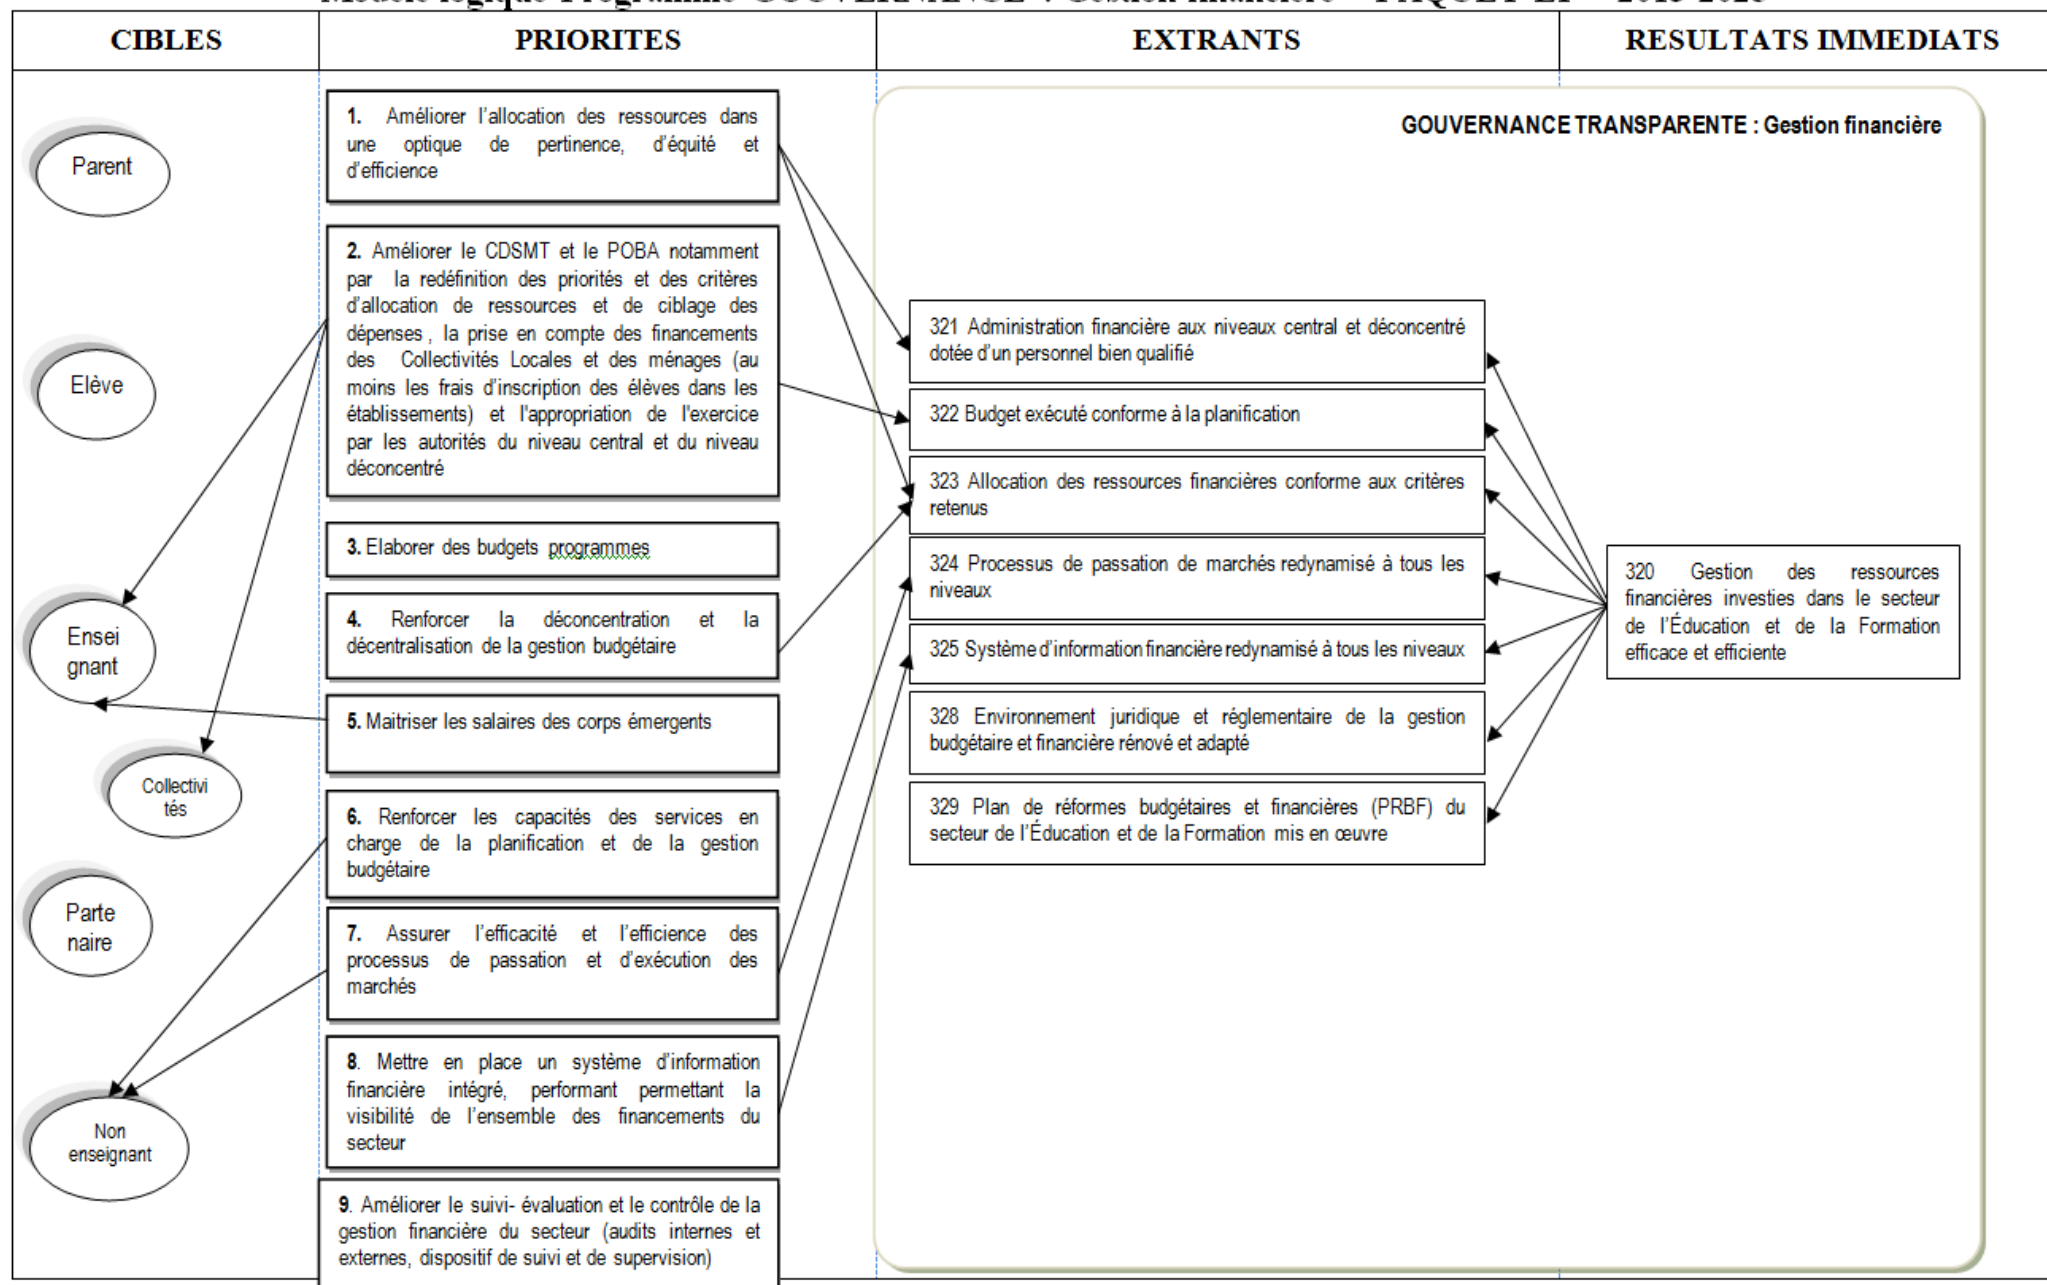 CIBLES
PRIORITES
EXTRANTS
RESULTATS IMMEDIATS
Parent
Elève
Ensei
gnant
Collectivi
tés
Parte
naire
Non
enseignant
1. Améliorer l'allocation des ressources dans
une optique de pertinence, d'équité et
d'efficience
2. Améliorer le CDSMT et le POBA notamment
par la redéfinition des priorités et des critères
d'allocation de ressources et de ciblage des
dépenses , la prise en compte des financements
des Collectivités Locales et des ménages (au
moins les frais d'inscription des élèves dans les
établissements) et l'appropriation de l'exercice
par les autorités du niveau central et du niveau
déconcentré
3. Elaborer des budgets programmes
4. Renforcer la déconcentration et la
décentralisation de la gestion budgétaire
5. Maitriser les salaires des corps émergents
6. Renforcer les capacités des services en
charge de la planification et de la gestion
budgétaire
7. Assurer l'efficacité et l'efficience des
processus de passation et d'exécution des
marchés
8. Mettre en place un système d'information
financière intégré, performant permettant la
visibilité de l'ensemble des financements du
secteur
9. Améliorer le suivi- évaluation et le contrôle de la
gestion financière du secteur (audits internes et
externes, dispositif de suivi et de supervision)
GOUVERNANCE TRANSPARENTE : Gestion financière
321 Administration financière aux niveaux central et déconcentré
dotée d'un personnel bien qualifié
322 Budget exécuté conforme à la planification
323 Allocation des ressources financières conforme aux critères
retenus
324 Processus de passation de marchés redynamisé à tous les
niveaux
325 Système d'information financière redynamisé à tous les niveaux
328 Environnement juridique et réglementaire de la gestion
budgétaire et financière rénové et adapté
329 Plan de réformes budgétaires et financières (PRBF) du
secteur de l'Éducation et de la Formation mis en œuvre
320 Gestion des ressources
financières investies dans le secteur
de l'Éducation et de la Formation
efficace et efficiente